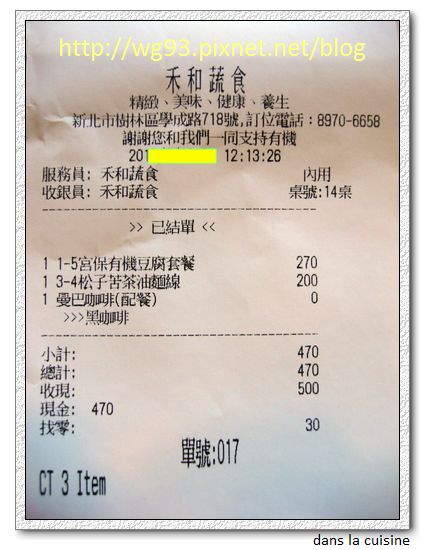 http://wg93.pixnet.net/blog
禾和蔬食
精緻、美味、健康、養生
新北市樹林區學成路718號,訂位電話:8970-6658
謝謝您和我們一同支持有機
201 12:13:26
服務員: 禾和蔬食 內用
收銀員: 禾和蔬食 桌號:14桌
>> 已結單 <<
1 1-5宮保有機豆腐套餐 270
1 3-4松子苦茶油麵線 200
1 曼巴咖啡(配餐) 0
>>>黑咖啡
小計: 470
總計: 470
收現: 500
現金: 470
找零: 30
單號:017
CT 3 Item
dans la cuisine